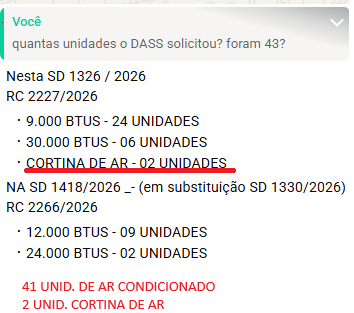 Você
quantas unidades o DASS solicitou? foram 43?
Nesta SD 1326 / 2026
RC 2227/2026
· 9.000 BTUS - 24 UNIDADES
· 30.000 BTUS - 06 UNIDADES
· CORTINA DE AR - 02 UNIDADES
NA SD 1418/2026 _- (em substituição SD 1330/2026)
RC 2266/2026
· 12.000 BTUS - 09 UNIDADES
· 24.000 BTUS - 02 UNIDADES
41 UNID. DE AR CONDICIONADO
2 UNID. CORTINA DE AR